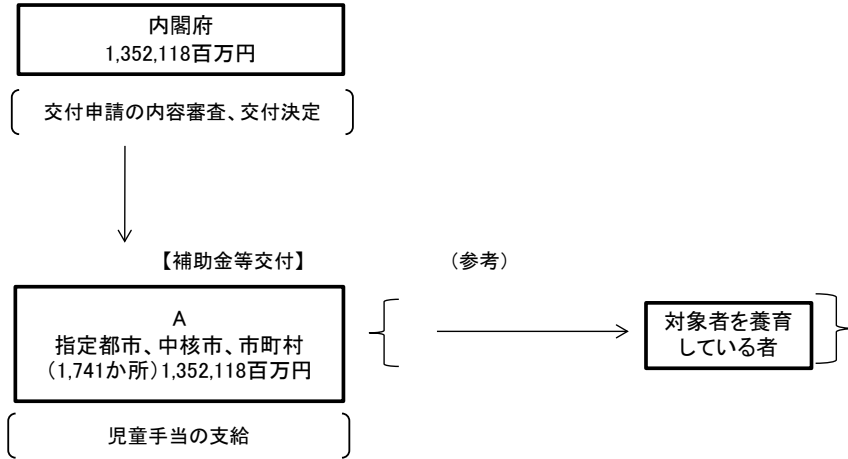 内閣府
1,352,118百万円
交付申請の内容審査、交付決定
【補助金等交付】
（参考）
A
指定都市、中核市、市町村
（1,741か所）1,352,118百万円
対象者を養育
している者
児童手当の支給